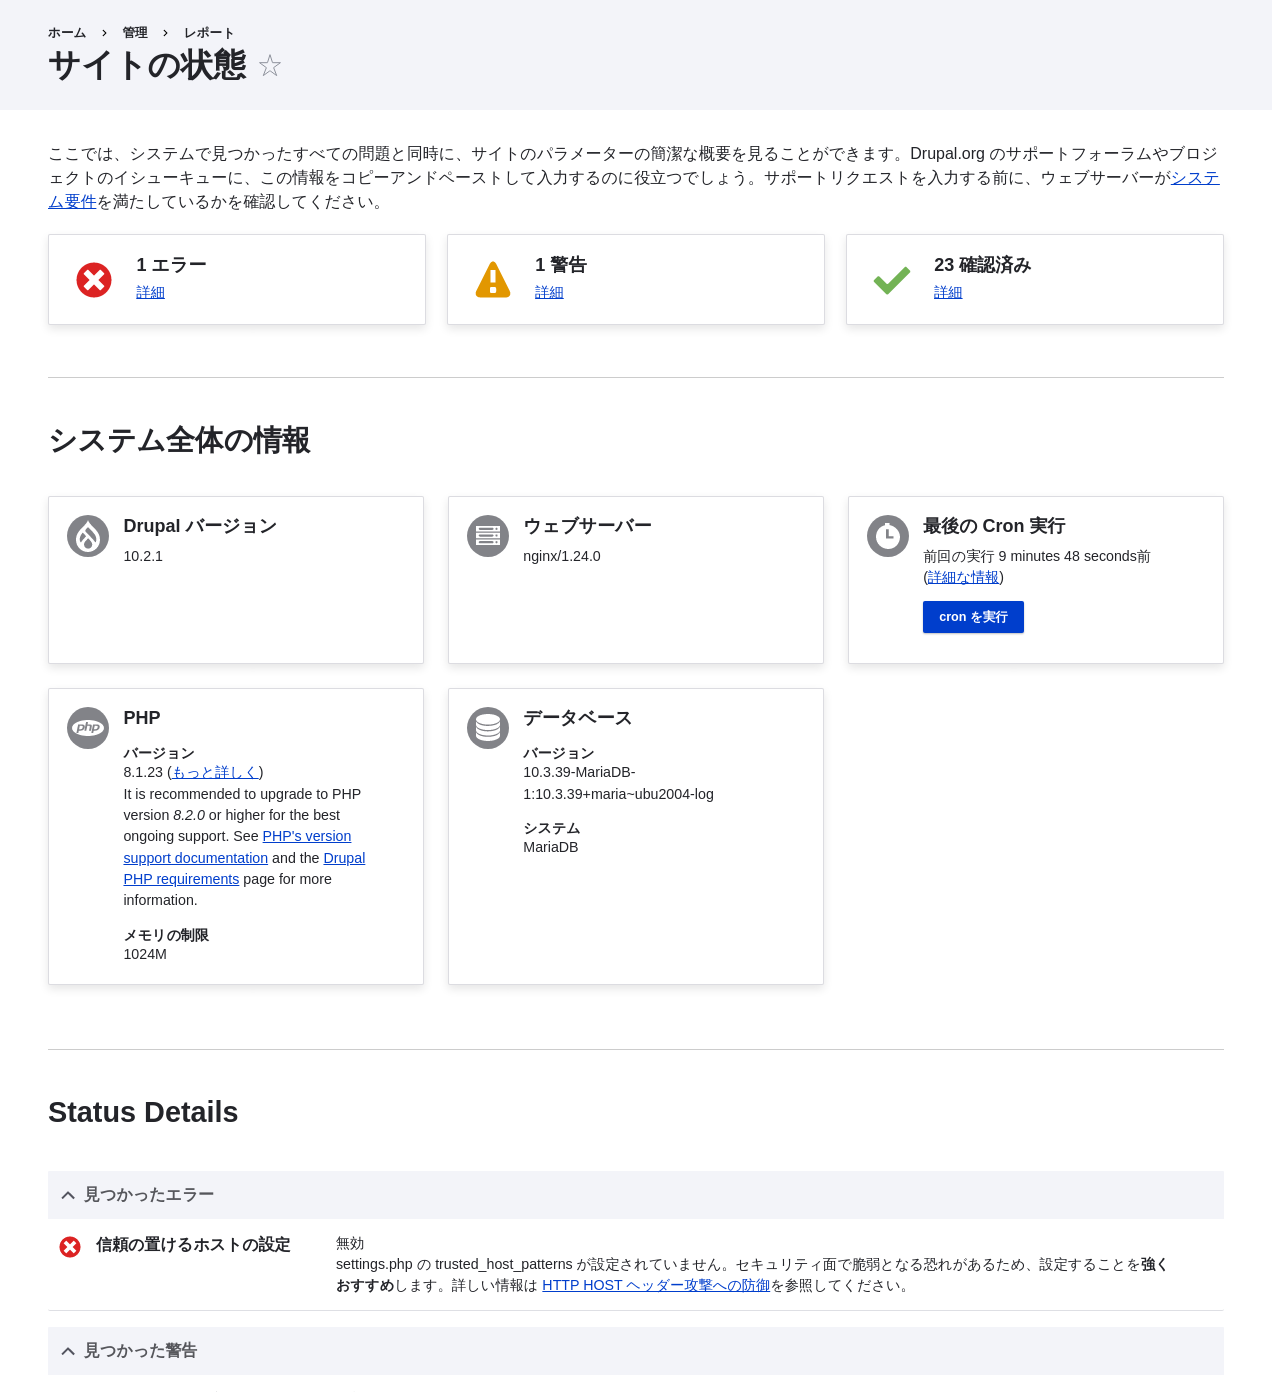 ホーム › 管理 › レポート
サイトの状態 ☆
ここでは、システムで見つかったすべての問題と同時に、サイトのパラメーターの簡潔な概要を見ることができます。Drupal.org のサポートフォーラムやプロジ
ェクトのイシューキューに、この情報をコピーアンドペーストして入力するのに役立つでしょう。サポートリクエストを入力する前に、ウェブサーバーがシステ
ム要件を満たしているかを確認してください。
1 エラー
詳細
1 警告
詳細
23 確認済み
詳細
システム全体の情報
Drupal バージョン
10.2.1
ウェブサーバー
nginx/1.24.0
最後の Cron 実行
前回の実行 9 minutes 48 seconds前
(詳細な情報)
cron を実行
php
PHP
バージョン
8.1.23 (もっと詳しく)
It is recommended to upgrade to PHP
version 8.2.0 or higher for the best
ongoing support. See PHP's version
support documentation and the Drupal
PHP requirements page for more
information.
メモリの制限
1024M
データベース
バージョン
10.3.39-MariaDB-
1:10.3.39+maria~ubu2004-log
システム
MariaDB
Status Details
見つかったエラー
信頼の置けるホストの設定
無効
settings.php の trusted_host_patterns が設定されていません。セキュリティ面で脆弱となる恐れがあるため、設定することを強く
おすすめします。詳しい情報は HTTP HOST ヘッダー攻撃への防御を参照してください。
見つかった警告